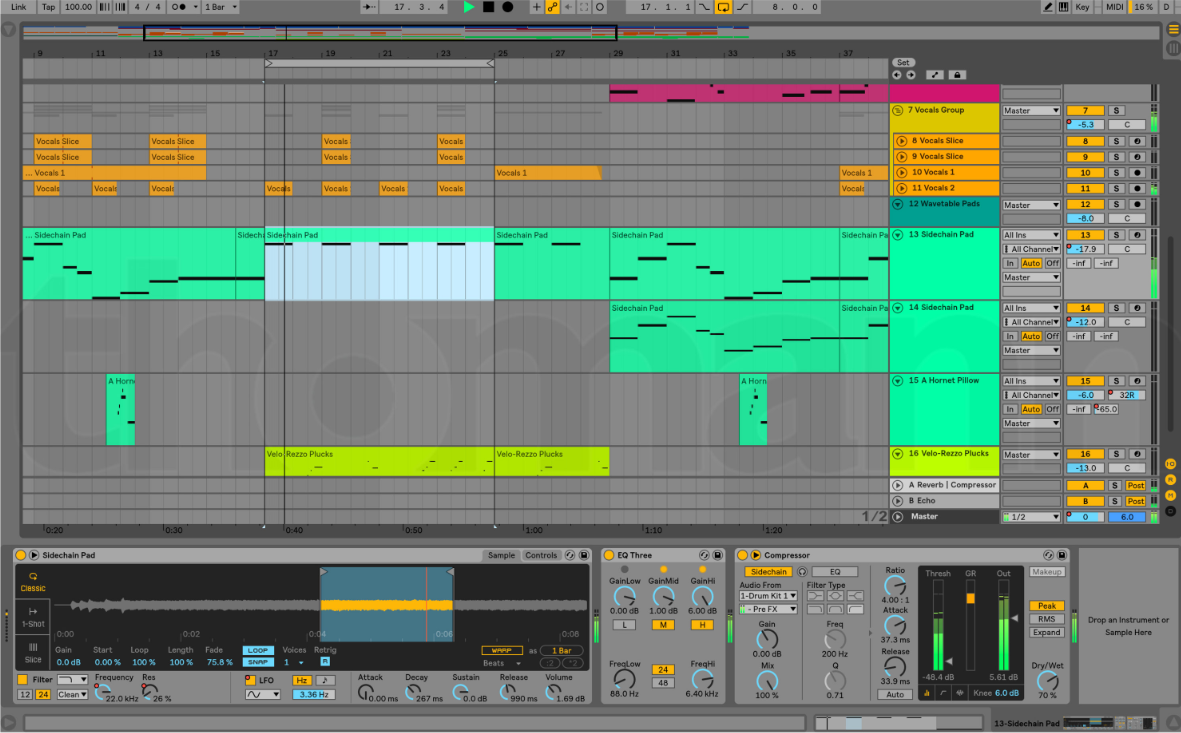 Link Tap 100.00 4 / 4 1 Bar 17. 3. 4 17. 1. 1 8. 0. 0 Key MIDI 16 % D
9 11 13 15 17 19 21 23 25 27 29 31 33 35 37
Set
7 Vocals Group Master 7 S
-5.3 C
Vocals Slice Vocals Slice Vocals Vocals 8 Vocals Slice 8 S
Vocals Slice Vocals Slice Vocals Vocals 9 Vocals Slice 9 S
... Vocals 1 Vocals 1 Vocals 1 10 Vocals 1 10 S
Vocals Vocals Vocals Vocals Vocals Vocals Vocals Vocals 11 Vocals 2 11 S
12 Wavetable Pads Master 12 S
-8.0 C
... Sidechain Pad Sidecha Sidechain Pad Sidechain Pad Sidechain Pad Sidechain Pa 13 Sidechain Pad All Ins 13 S
All Channel -17.9 C
In Auto Off -inf -inf
Master
Sidechain Pad Sidechain Pa 14 Sidechain Pad All Ins 14 S
All Channel -12.0 C
In Auto Off -inf -inf
Master
A Horn A Horn 15 A Hornet Pillow All Ins 15 S
All Channel -6.0 32R
In Auto Off -inf -65.0
Master
Velo-Rezzo Plucks Velo-Rezzo Plucks 16 Velo-Rezzo Plucks Master 16 S
-13.0 C
A Reverb | Compressor A S Post
B Echo B S Post
1/2 Master 1/2 0 6.0
0:20 0:30 0:40 0:50 1:00 1:10 1:20
Sidechain Pad Sample Controls
Classic
1-Shot
Slice
0:00 0:02 0:04 0:06 0:08
Gain Start Loop Length Fade LOOP Voices Retrig WARP as 1 Bar
0.0 dB 0.00 % 100 % 100 % 75.8 % SNAP 1 R Beats :2 *2
Filter Frequency Res LFO Hz Attack Decay Sustain Release Volume
12 24 Clean 22.0 kHz 26 % 3.36 Hz 0.00 ms 267 ms 0.0 dB 990 ms 1.69 dB
EQ Three
GainLow GainMid GainHi
0.00 dB 1.00 dB 6.00 dB
L M H
FreqLow 24 FreqHi
48
88.0 Hz 6.40 kHz
Compressor
Sidechain EQ
Audio From Filter Type
1-Drum Kit 1
Pre FX
Gain Freq
0.00 dB 200 Hz
Mix Q
100 % 0.71
Ratio
4.00 : 1
Attack
37.3 ms
Release
33.9 ms
Auto
Thresh GR Out
-48.4 dB 5.61 dB
Knee 6.0 dB
Makeup
Peak
RMS
Expand
Dry/Wet
70 %
Drop an Instrument or
Sample Here
13-Sidechain Pad